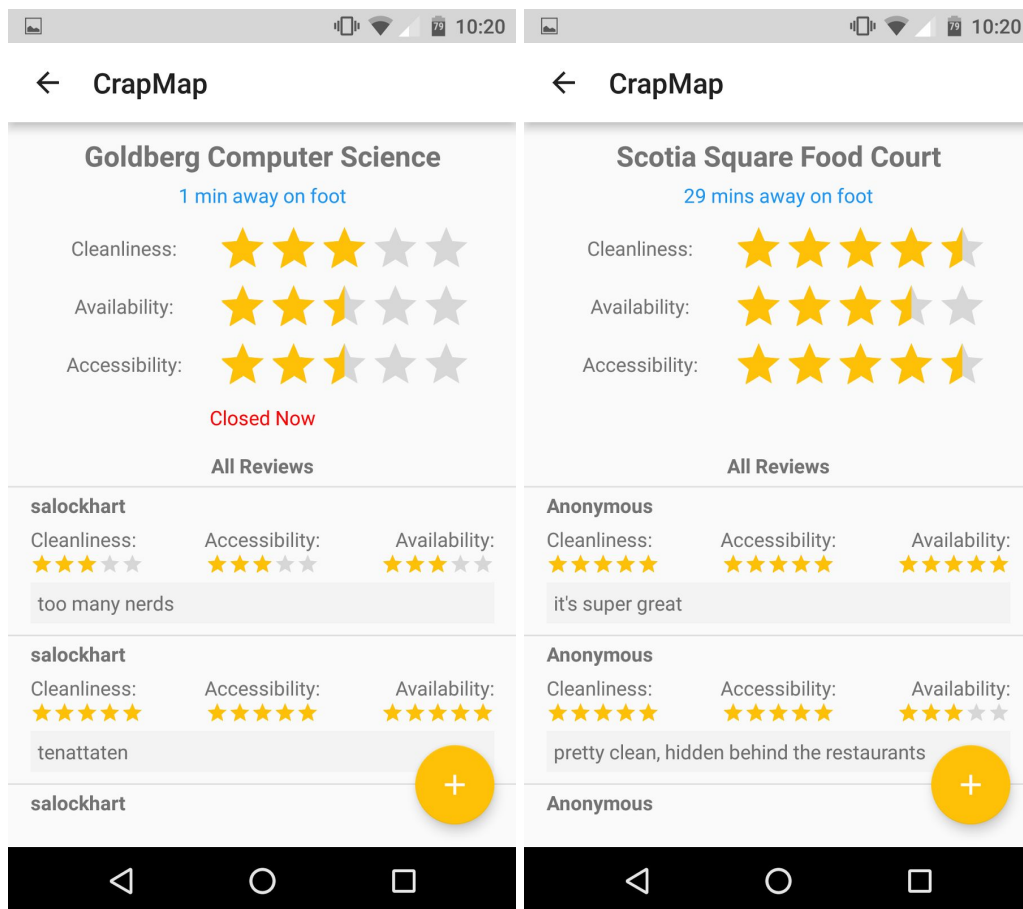 79 10:20
CrapMap
Goldberg Computer Science
1 min away on foot
Cleanliness:
Availability:
Accessibility:
Closed Now
All Reviews
salockhart
Cleanliness: Accessibility: Availability:
too many nerds
salockhart
Cleanliness: Accessibility: Availability:
tenattaten
+
salockhart
79 10:20
CrapMap
Scotia Square Food Court
29 mins away on foot
Cleanliness:
Availability:
Accessibility:
All Reviews
Anonymous
Cleanliness: Accessibility: Availability:
it's super great
Anonymous
Cleanliness: Accessibility: Availability:
pretty clean, hidden behind the restaurants
+
Anonymous